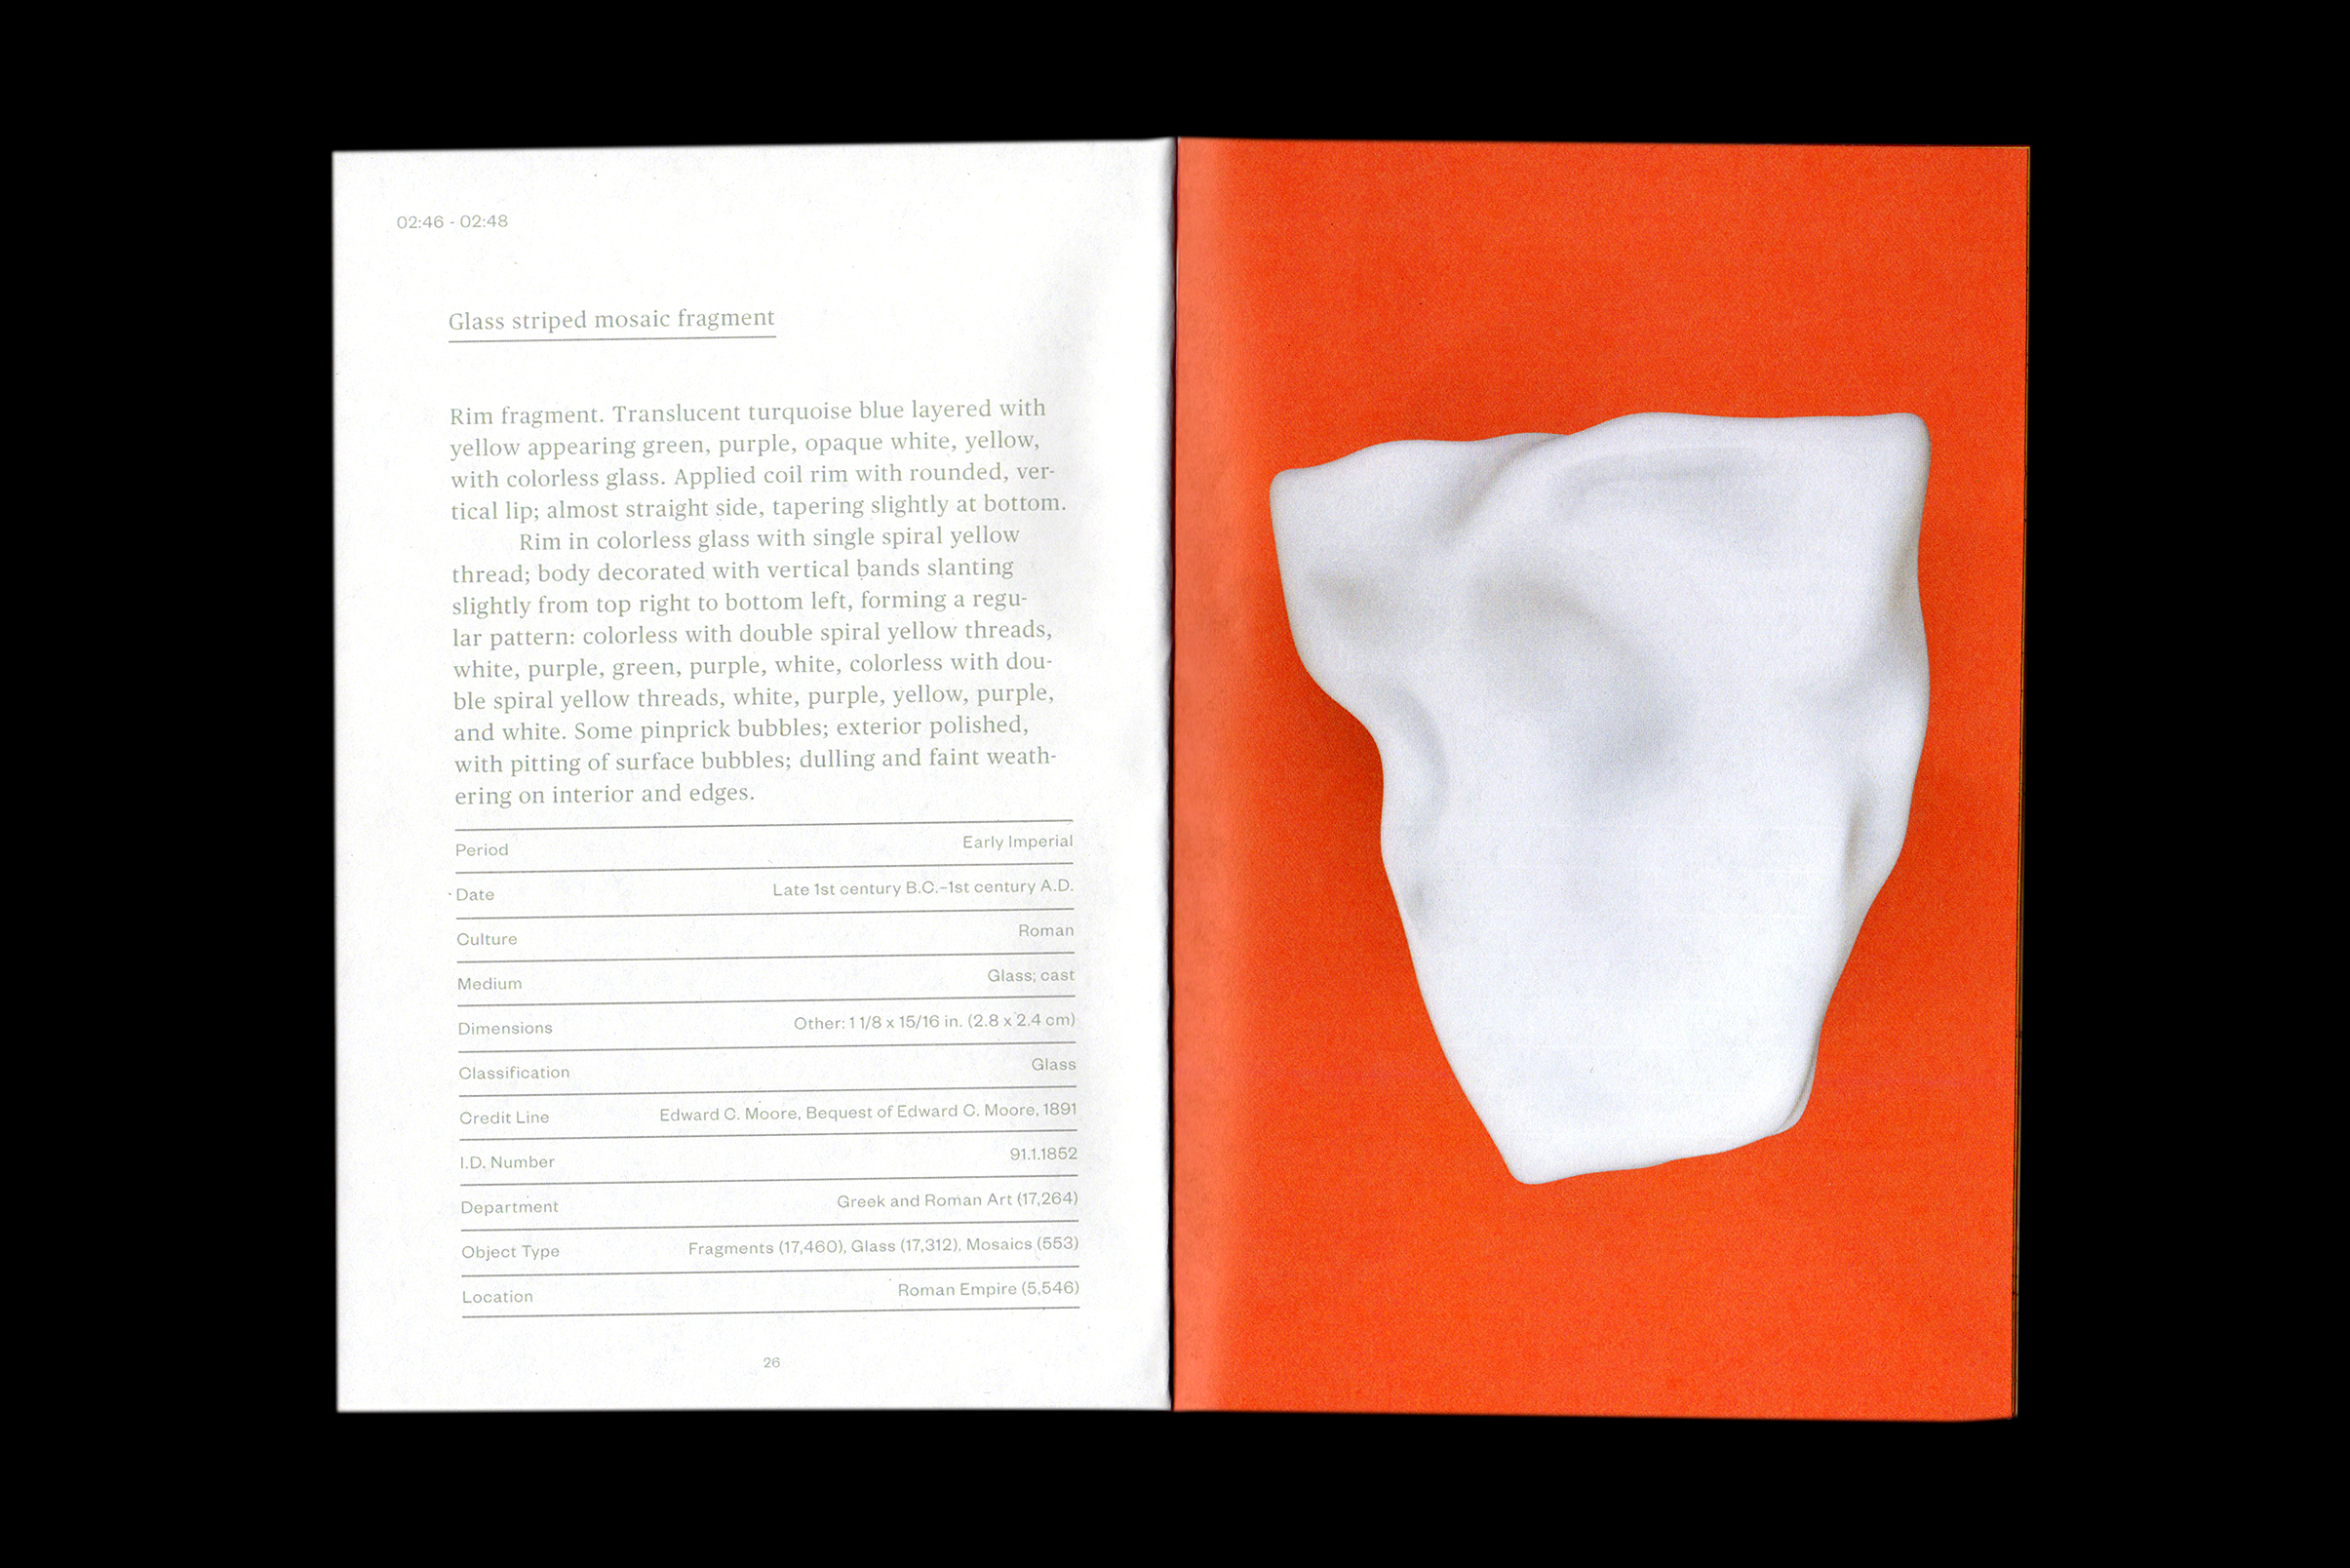 02:46 - 02:48
Glass striped mosaic fragment
Rim fragment. Translucent turquoise blue layered with
yellow appearing green, purple, opaque white, yellow,
with colorless glass. Applied coil rim with rounded, ver-
tical lip; almost straight side, tapering slightly at bottom.
Rim in colorless glass with single spiral yellow
thread; body decorated with vertical bands slanting
slightly from top right to bottom left, forming a regu-
lar pattern: colorless with double spiral yellow threads,
white, purple, green, purple, white, colorless with dou-
ble spiral yellow threads, white, purple, yellow, purple,
and white. Some pinprick bubbles; exterior polished,
with pitting of surface bubbles; dulling and faint weath-
ering on interior and edges.
Period Early Imperial
Date Late 1st century B.C.–1st century A.D.
Culture Roman
Medium Glass; cast
Dimensions Other: 1 1/8 x 15/16 in. (2.8 x 2.4 cm)
Classification Glass
Credit Line Edward C. Moore, Bequest of Edward C. Moore, 1891
I.D. Number 91.1.1852
Department Greek and Roman Art (17,264)
Object Type Fragments (17,460), Glass (17,312), Mosaics (553)
Location Roman Empire (5,546)
26